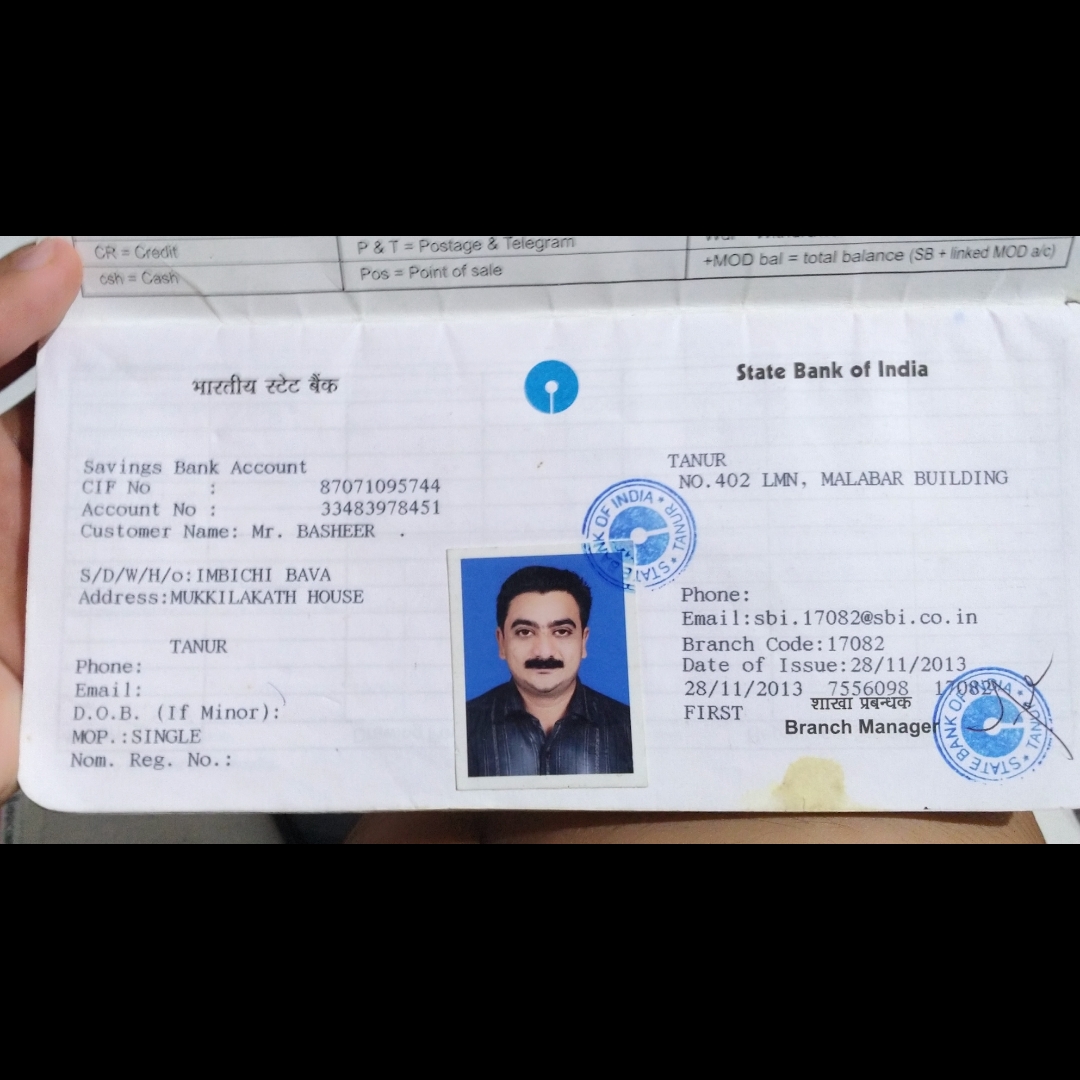 CR = Credit
csh = Cash
P & T = Postage & Telegram
Pos = Point of sale
+MOD bal = total balance (SB + linked MOD a/c)
भारतीय स्टेट बैंक
State Bank of India
Savings Bank Account
CIF No : 87071095744
Account No : 33483978451
Customer Name: Mr. BASHEER .
S/D/W/H/o:IMBICHI BAVA
Address:MUKKILAKATH HOUSE
TANUR
Phone:
Email:
D.O.B. (If Minor):
MOP.:SINGLE
Nom. Reg. No.:
TANUR
NO.402 LMN, MALABAR BUILDING
STATE BANK OF INDIA * TANUR *
Phone:
Email:sbi.17082@sbi.co.in
Branch Code:17082
Date of Issue:28/11/2013
28/11/2013 7556098 17082
FIRST
शाखा प्रबन्धक
Branch Manager
STATE BANK OF INDIA * TANUR *